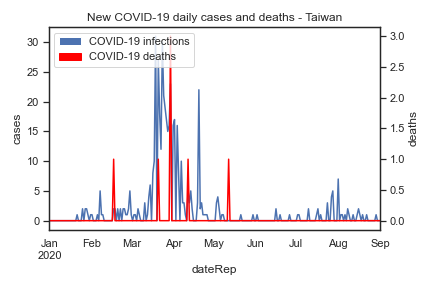 New COVID-19 daily cases and deaths - Taiwan
COVID-19 infections
COVID-19 deaths
cases
30
25
20
15
10
5
0
deaths
3.0
2.5
2.0
1.5
1.0
0.5
0.0
Jan Feb Mar Apr May Jun Jul Aug Sep
2020
dateRep